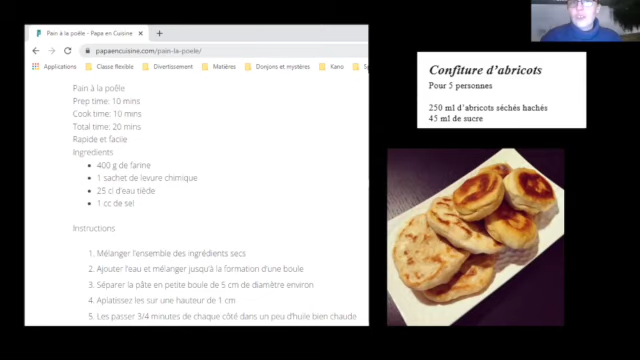 Pain à la poêle - Papa en Cuisine
papaencuisine.com/pain-la-poele/
Applications
Classe flexible
Divertissement
Matières
Donjons et mystères
Kano
Pain à la poêle
Prep time: 10 mins
Cook time: 10 mins
Total time: 20 mins
Rapide et facile
Ingredients
400 g de farine
1 sachet de levure chimique
25 cl d'eau tiède
1 cc de sel
Instructions
1. Mélanger l'ensemble des ingrédients secs
2. Ajouter l'eau et mélanger jusqu'à la formation d'une boule
3. Séparer la pâte en petite boule de 5 cm de diamètre environ
4. Aplatissez les sur une hauteur de 1 cm
5. Les passer 3/4 minutes de chaque côté dans un peu d'huile bien chaude
Confiture d'abricots
Pour 5 personnes
250 ml d'abricots séchés hachés
45 ml de sucre